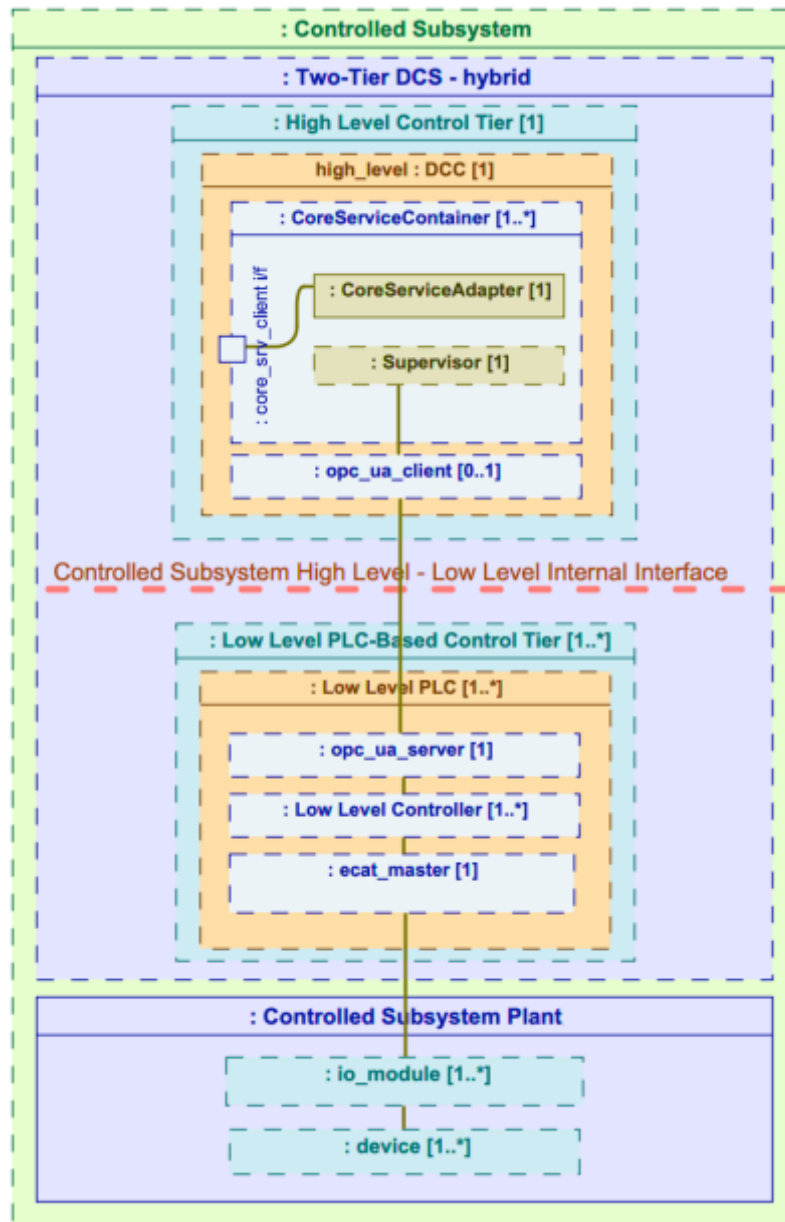 : Controlled Subsystem
: Two-Tier DCS - hybrid
: High Level Control Tier [1]
high_level : DCC [1]
: CoreServiceContainer [1..*]
: core_srv_client i/f
: CoreServiceAdapter [1]
: Supervisor [1]
: opc_ua_client [0..1]
Controlled Subsystem High Level - Low Level Internal Interface
: Low Level PLC-Based Control Tier [1..*]
: Low Level PLC [1..*]
: opc_ua_server [1]
: Low Level Controller [1..*]
: ecat_master [1]
: Controlled Subsystem Plant
: io_module [1..*]
: device [1..*]